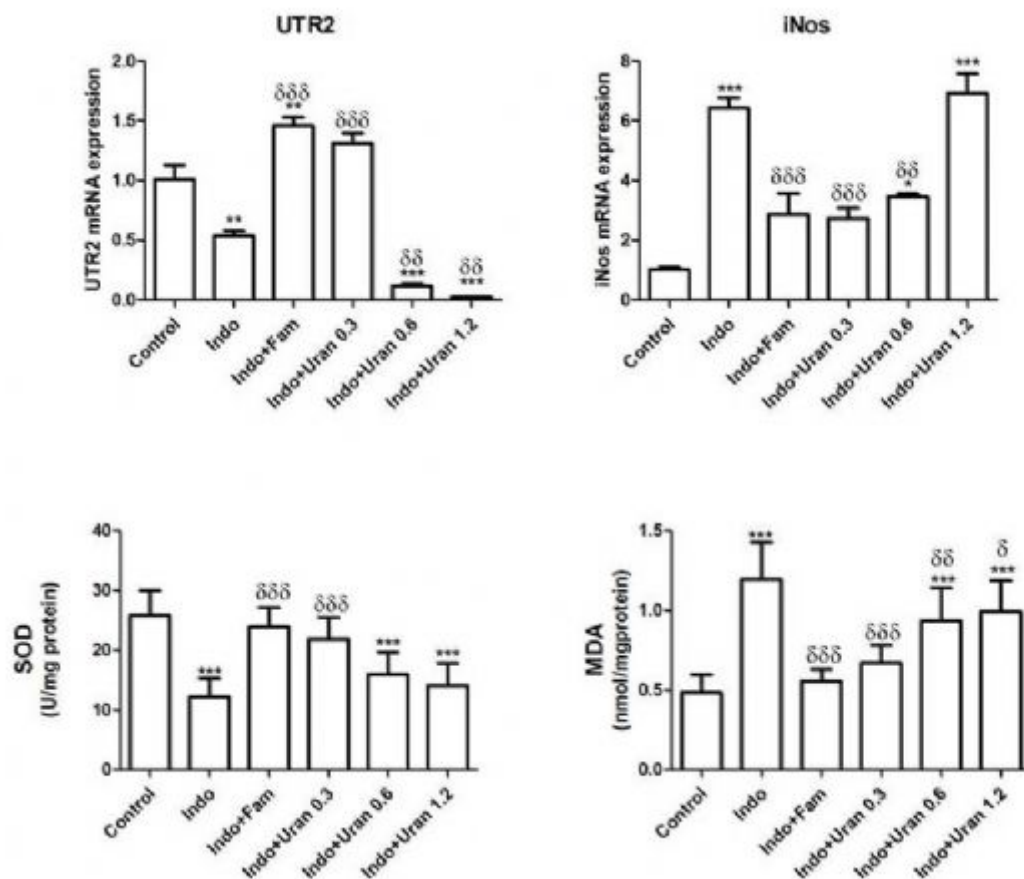 UTR2
UTR2 mRNA expression
2.0
1.5
1.0
0.5
0.0
δδδ
**
δδδ
**
δδ
***
δδ
***
Control
Indo
Indo+Fam
Indo+Uran 0.3
Indo+Uran 0.6
Indo+Uran 1.2
iNos
iNos mRNA expression
8
6
4
2
0
***
***
δδδ
δδδ
δδ
*
Control
Indo
Indo+Fam
Indo+Uran 0.3
Indo+Uran 0.6
Indo+Uran 1.2
SOD
(U/mg protein)
40
30
20
10
0
***
δδδ
δδδ
***
***
Control
Indo
Indo+Fam
Indo+Uran 0.3
Indo+Uran 0.6
Indo+Uran 1.2
MDA
(nmol/mgprotein)
1.5
1.0
0.5
0.0
***
δδδ
δδδ
δδ
***
δ
***
Control
Indo
Indo+Fam
Indo+Uran 0.3
Indo+Uran 0.6
Indo+Uran 1.2